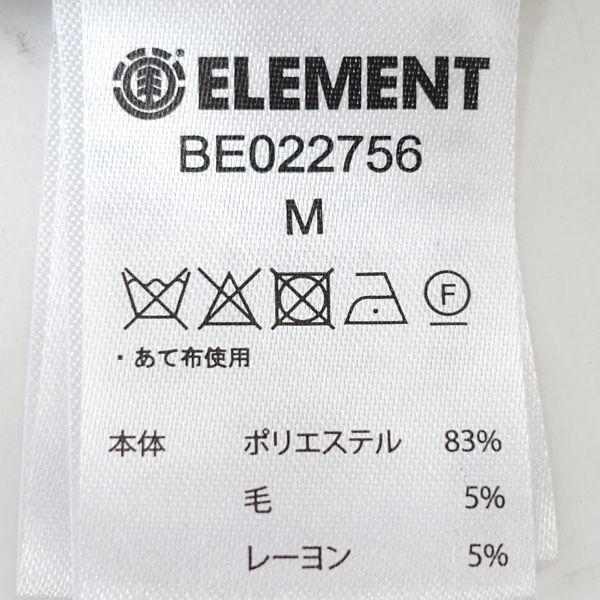 ELEMENT
BE022756
M
F
・あて布使用
本体 ポリエステル 83%
毛 5%
レーヨン 5%